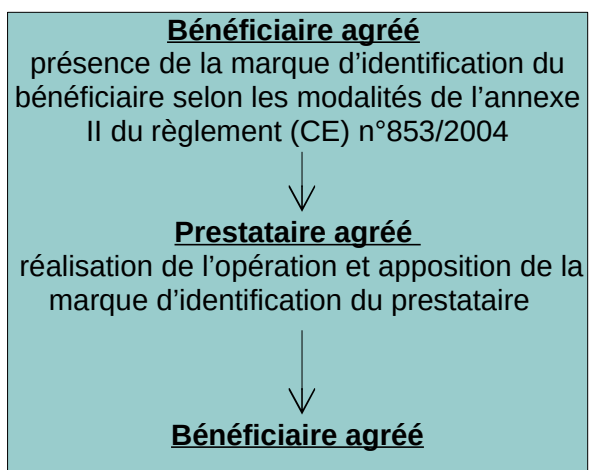 Bénéficiaire agréé
présence de la marque d’identification du
bénéficiaire selon les modalités de l’annexe
II du règlement (CE) n°853/2004
Prestataire agréé
réalisation de l’opération et apposition de la
marque d’identification du prestataire
Bénéficiaire agréé